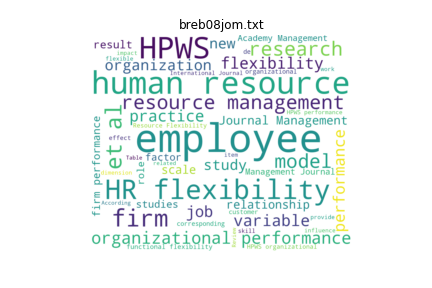 breb08jom.txt
result HPWS new Academy Management
impact flexible de research
organization flexibility
related International Journal organizational work
human resource
resource management HPWS performance
et al practice Journal Management
Resource Flexibility
employee
firm performance
effect Table factor study model
related item Management Journal
role scale performance
dimension HR flexibility
According studies job relationship
customer corresponding provide
firm variable
skill influence
organizational performance
functional flexibility HPWS organizational